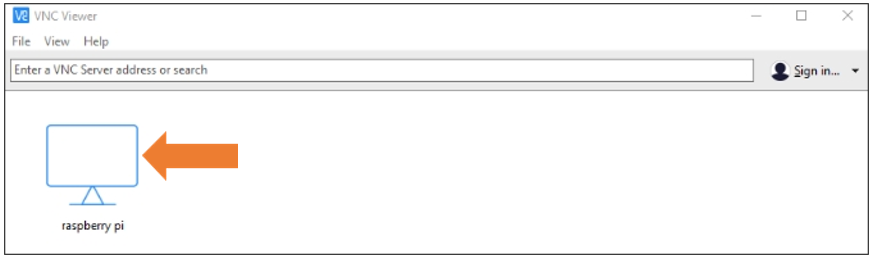 VNC Viewer
File View Help
Enter a VNC Server address or search
Sign in...
raspberry pi